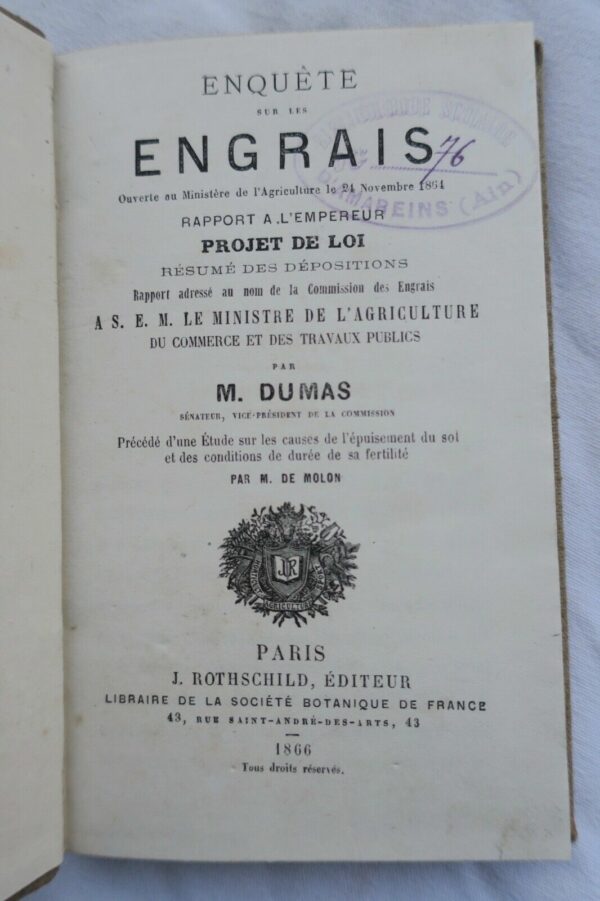 ENQUÊTE
SUR LES
ENGRAIS
Ouverte au Ministère de l'Agriculture le 24 Novembre 1864
RAPPORT A L'EMPEREUR
PROJET DE LOI
RÉSUMÉ DES DÉPOSITIONS
Rapport adressé au nom de la Commission des Engrais
A S. E. M. LE MINISTRE DE L'AGRICULTURE
DU COMMERCE ET DES TRAVAUX PUBLICS
PAR
M. DUMAS
SÉNATEUR, VICE-PRÉSIDENT DE LA COMMISSION
Précédé d'une Étude sur les causes de l'épuisement du sol
et des conditions de durée de sa fertilité
PAR M. DE MOLON
JR
AGRICULTURE
PARIS
J. ROTHSCHILD, ÉDITEUR
LIBRAIRE DE LA SOCIÉTÉ BOTANIQUE DE FRANCE
43, RUE SAINT-ANDRÉ-DES-ARTS, 43
1866
Tous droits réservés.
76
(Ain)